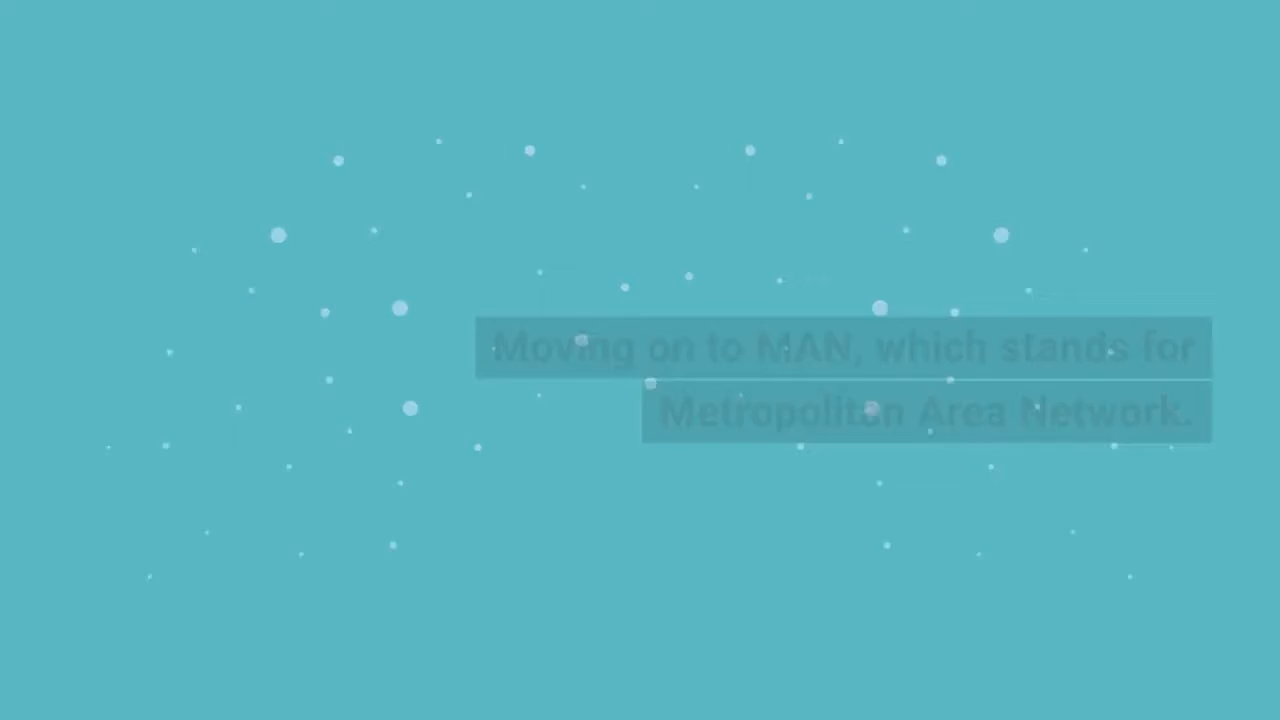 Moving on to MAN, which stands for
Metropolitan Area Network.